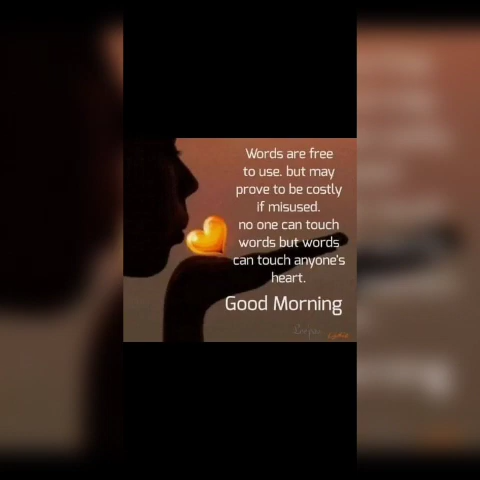 Words are free
to use. but may
prove to be costly
if misused.
no one can touch
words but words
can touch anyone's
heart.
Good Morning